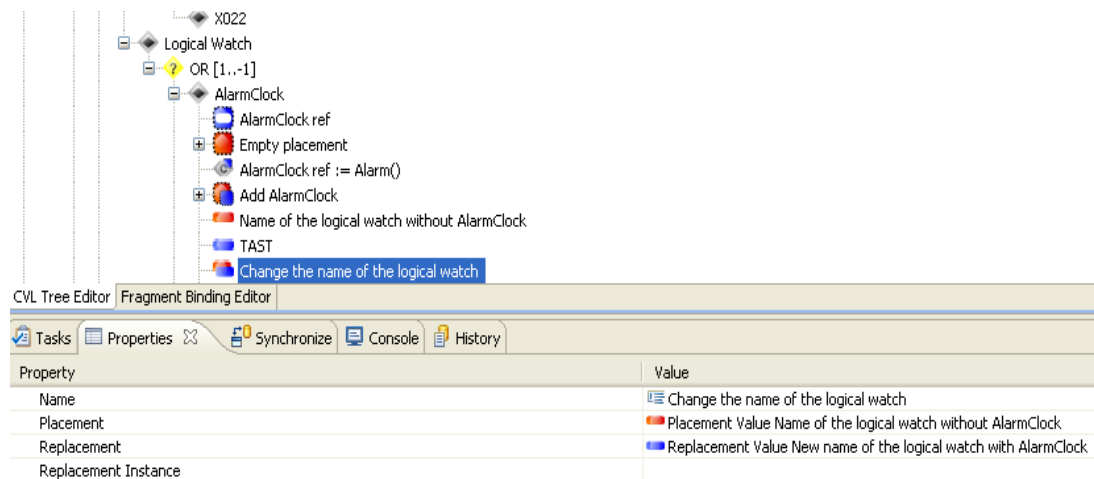 X022
Logical Watch
? OR [1..-1]
AlarmClock
AlarmClock ref
Empty placement
C AlarmClock ref := Alarm()
Add AlarmClock
Name of the logical watch without AlarmClock
TAST
Change the name of the logical watch
CVL Tree Editor Fragment Binding Editor
Tasks Properties Synchronize Console History
Property Value
Name Change the name of the logical watch
Placement Placement Value Name of the logical watch without AlarmClock
Replacement Replacement Value New name of the logical watch with AlarmClock
Replacement Instance